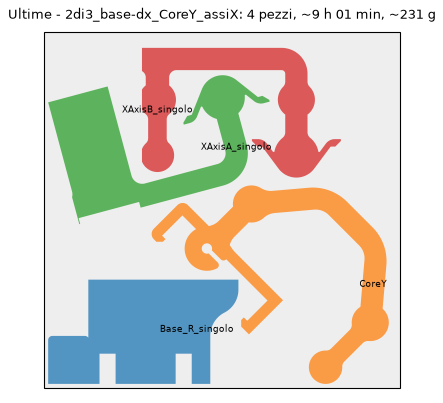 Ultime - 2di3_base-dx_CoreY_assiX: 4 pezzi, ~9 h 01 min, ~231 g
XAxisB_singolo
XAxisA_singolo
CoreY
Base_R_singolo